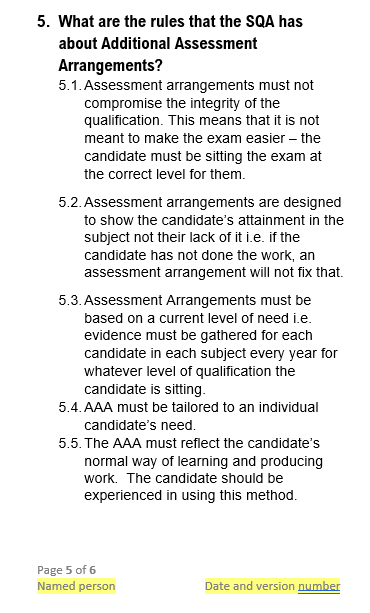 5. What are the rules that the SQA has
about Additional Assessment
Arrangements?
5.1. Assessment arrangements must not
compromise the integrity of the
qualification. This means that it is not
meant to make the exam easier – the
candidate must be sitting the exam at
the correct level for them.
5.2. Assessment arrangements are designed
to show the candidate's attainment in the
subject not their lack of it i.e. if the
candidate has not done the work, an
assessment arrangement will not fix that.
5.3. Assessment Arrangements must be
based on a current level of need i.e.
evidence must be gathered for each
candidate in each subject every year for
whatever level of qualification the
candidate is sitting.
5.4. AAA must be tailored to an individual
candidate's need.
5.5. The AAA must reflect the candidate's
normal way of learning and producing
work.  The candidate should be
experienced in using this method.
Page 5 of 6
Named person Date and version number